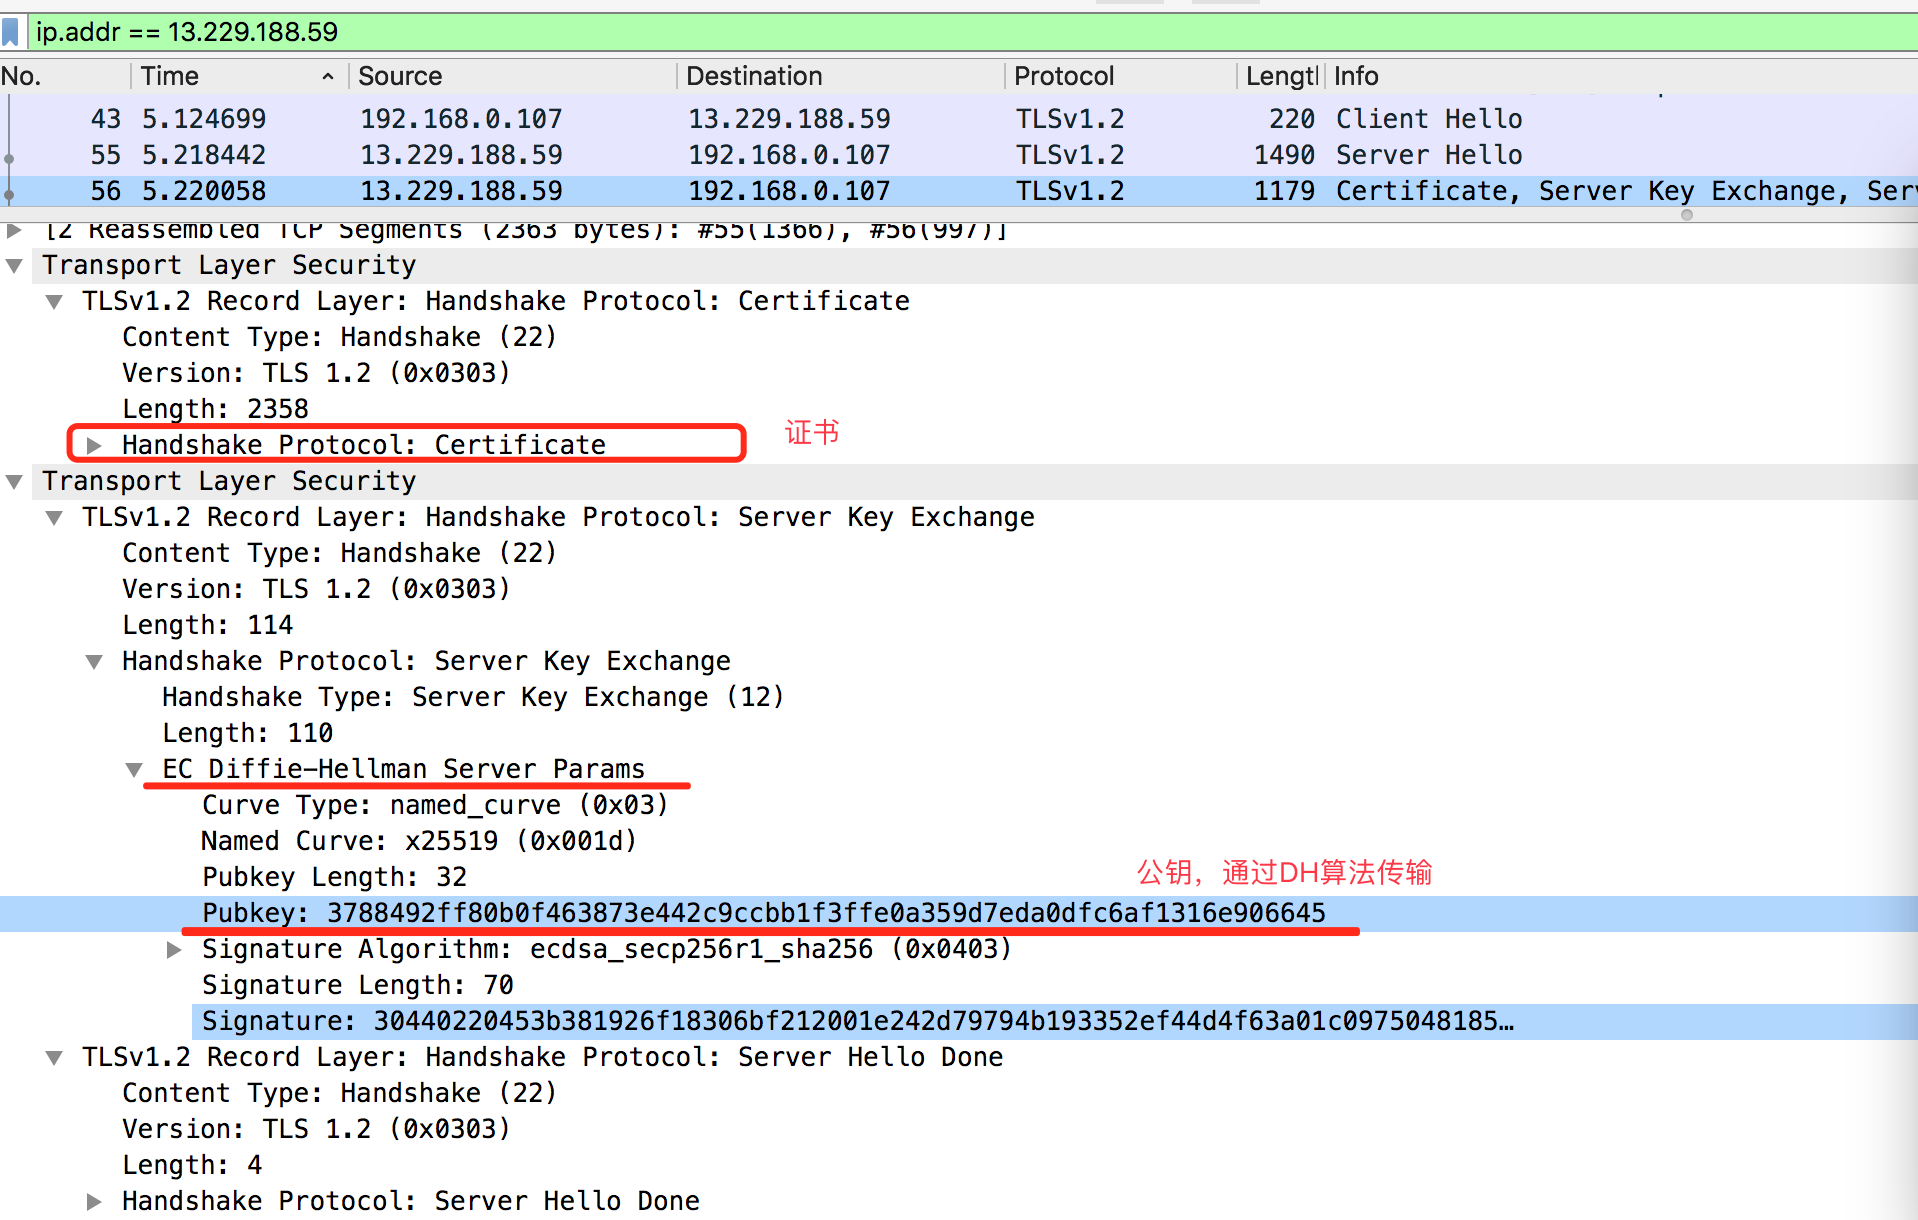 ip.addr == 13.229.188.59
No. Time Source Destination Protocol Lengtl Info
43 5.124699 192.168.0.107 13.229.188.59 TLSv1.2 220 Client Hello
55 5.218442 13.229.188.59 192.168.0.107 TLSv1.2 1490 Server Hello
56 5.220058 13.229.188.59 192.168.0.107 TLSv1.2 1179 Certificate, Server Key Exchange, Serv
[2 Reassembled TCP Segments (2363 bytes): #55(1366), #56(997)]
Transport Layer Security
TLSv1.2 Record Layer: Handshake Protocol: Certificate
Content Type: Handshake (22)
Version: TLS 1.2 (0x0303)
Length: 2358
Handshake Protocol: Certificate 证书
Transport Layer Security
TLSv1.2 Record Layer: Handshake Protocol: Server Key Exchange
Content Type: Handshake (22)
Version: TLS 1.2 (0x0303)
Length: 114
Handshake Protocol: Server Key Exchange
Handshake Type: Server Key Exchange (12)
Length: 110
EC Diffie-Hellman Server Params
Curve Type: named_curve (0x03)
Named Curve: x25519 (0x001d)
Pubkey Length: 32
公钥，通过DH算法传输
Pubkey: 3788492ff80b0f463873e442c9ccbb1f3ffe0a359d7eda0dfc6af1316e906645
Signature Algorithm: ecdsa_secp256r1_sha256 (0x0403)
Signature Length: 70
Signature: 30440220453b381926f18306bf212001e242d79794b193352ef44d4f63a01c0975048185…
TLSv1.2 Record Layer: Handshake Protocol: Server Hello Done
Content Type: Handshake (22)
Version: TLS 1.2 (0x0303)
Length: 4
Handshake Protocol: Server Hello Done